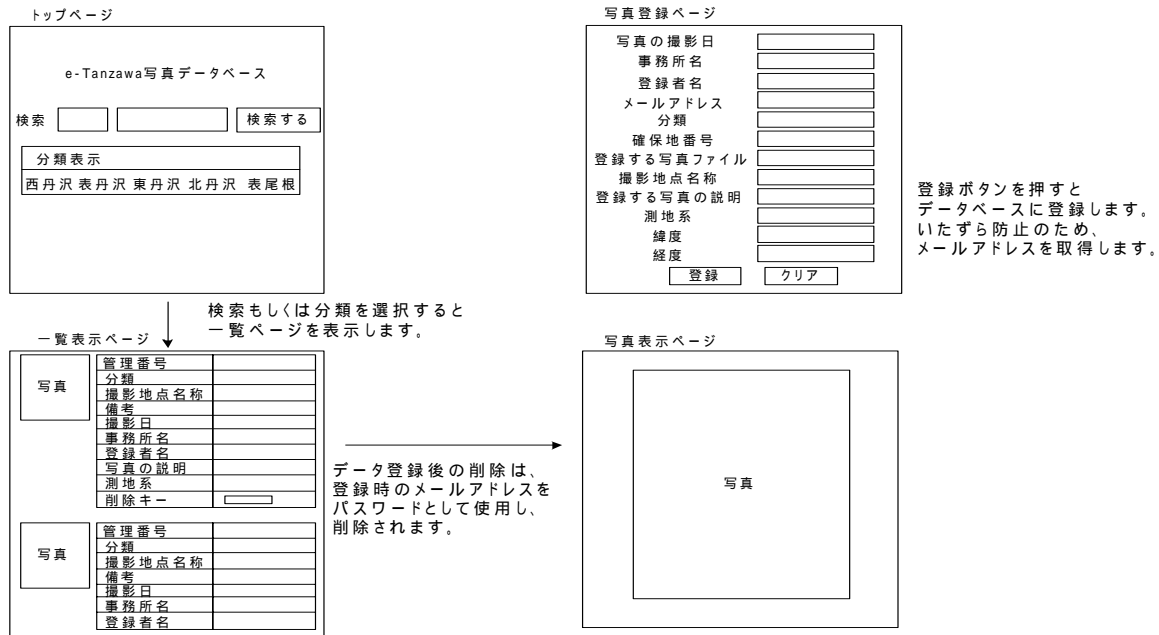 トップページ
e-Tanzawa写真データベース
検索
検索する
分類表示
西丹沢 表丹沢 東丹沢 北丹沢 表尾根
写真登録ページ
写真の撮影日
事務所名
登録者名
メールアドレス
分類
確保地番号
登録する写真ファイル
撮影地点名称
登録する写真の説明
測地系
緯度
経度
登録 クリア
登録ボタンを押すと
データベースに登録します。
いたずら防止のため、
メールアドレスを取得します。
検索もしくは分類を選択すると
一覧ページを表示します。
一覧表示ページ
写真
管理番号
分類
撮影地点名称
備考
撮影日
事務所名
登録者名
写真の説明
測地系
削除キー
写真
管理番号
分類
撮影地点名称
備考
撮影日
事務所名
登録者名
データ登録後の削除は、
登録時のメールアドレスを
パスワードとして使用し、
削除されます。
写真表示ページ
写真